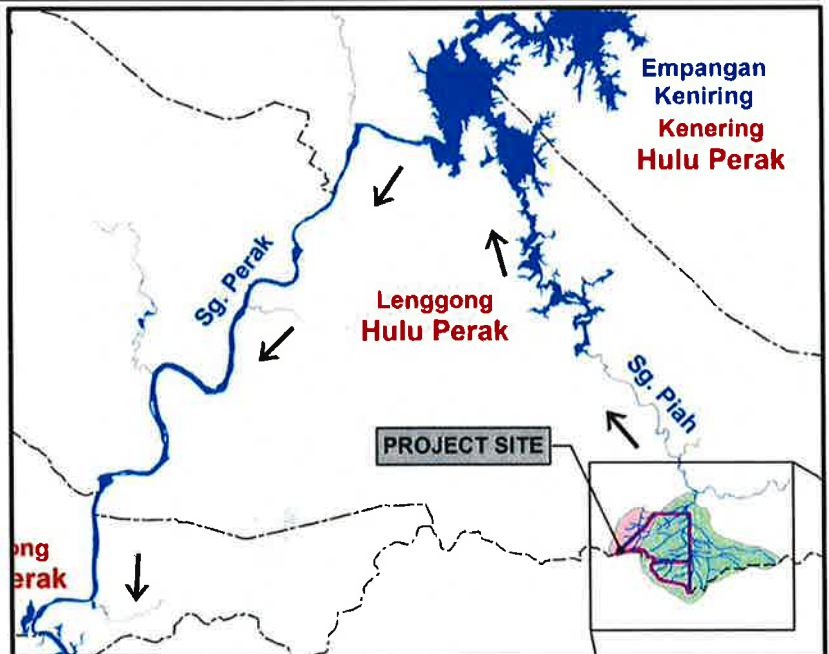 Empangan
Keniring
Kenering
Hulu Perak
Sg. Perak
Lenggong
Hulu Perak
Sg. Piah
PROJECT SITE
ong
erak